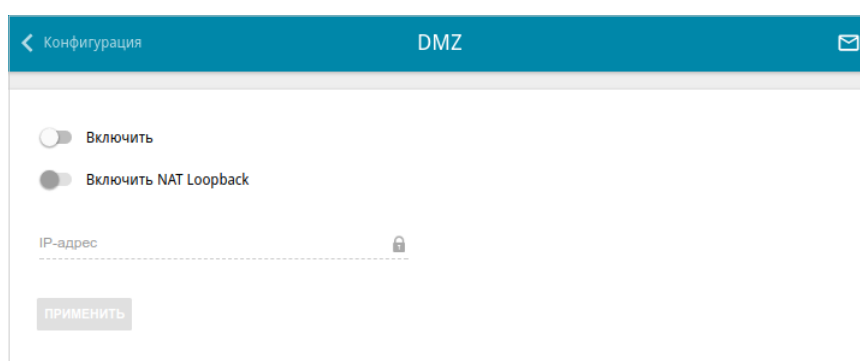 Конфигурация
DMZ
Включить
Включить NAT Loopback
IP-адрес
ПРИМЕНИТЬ